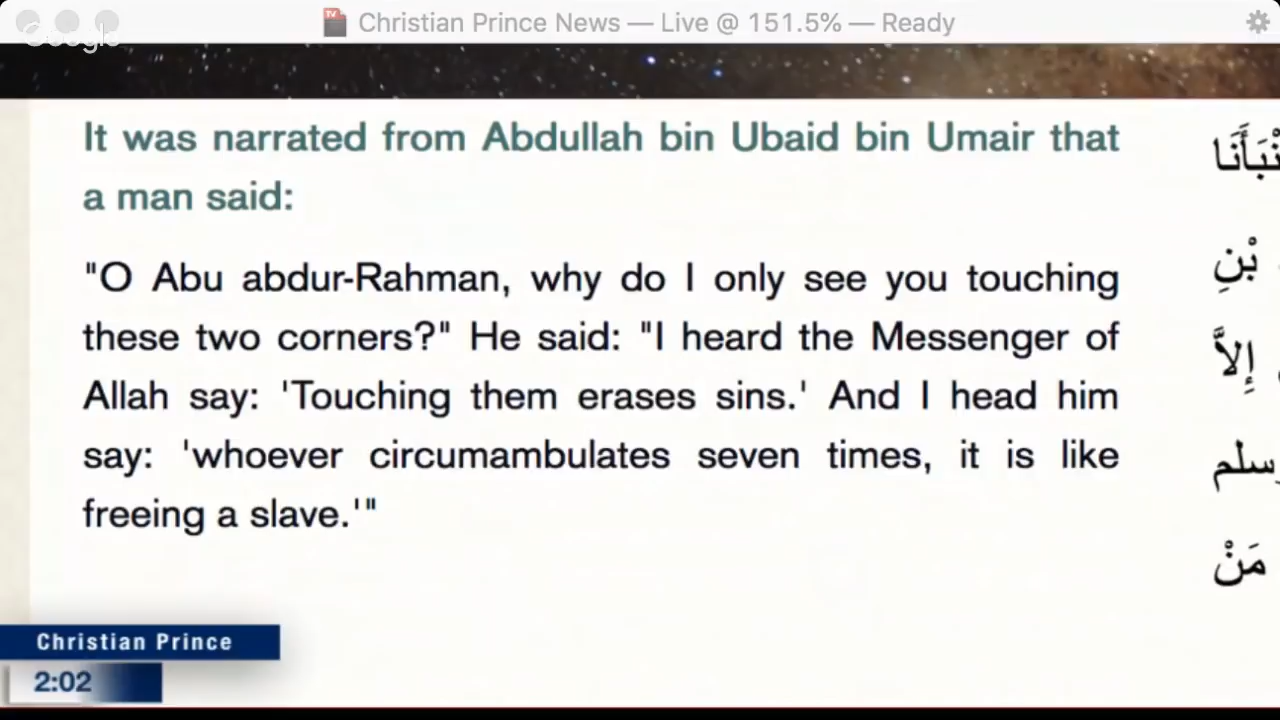 Christian Prince News — Live @ 151.5% — Ready
Google
It was narrated from Abdullah bin Ubaid bin Umair that
a man said:
"O Abu abdur-Rahman, why do I only see you touching
these two corners?" He said: "I heard the Messenger of
Allah say: 'Touching them erases sins.' And I head him
say: 'whoever circumambulates seven times, it is like
freeing a slave.'"
بْنِ
إِلاَّ
وسلم
مَنْ
Christian Prince
2:02